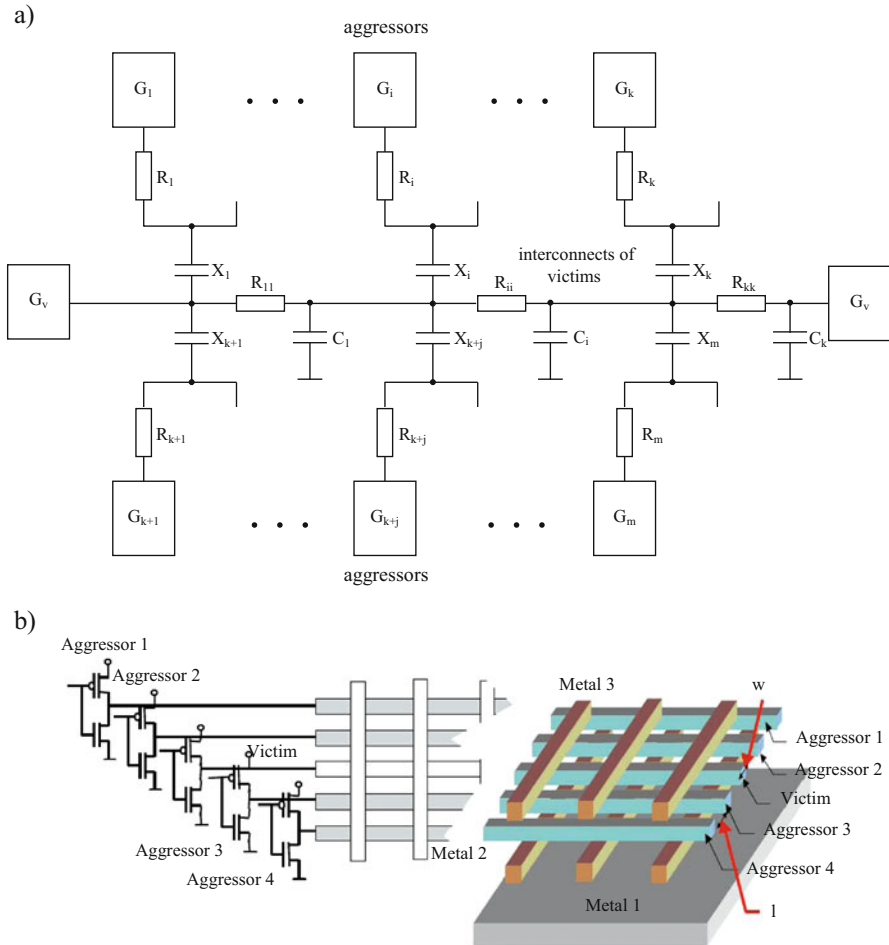 a)
aggressors
G1 Gi Gk
R1 Ri Rk
interconnects of
victims
X1 Xi Xk
R11 Rii Rkk
Gv Gv
Xk+1 C1 Xk+j Ci Xm Ck
Rk+1 Rk+j Rm
Gk+1 Gk+j Gm
aggressors
b)
Aggressor 1
Aggressor 2
Victim
Aggressor 3
Aggressor 4
Metal 2
Metal 3
w
Aggressor 1
Aggressor 2
Victim
Aggressor 3
Aggressor 4
Metal 1
l